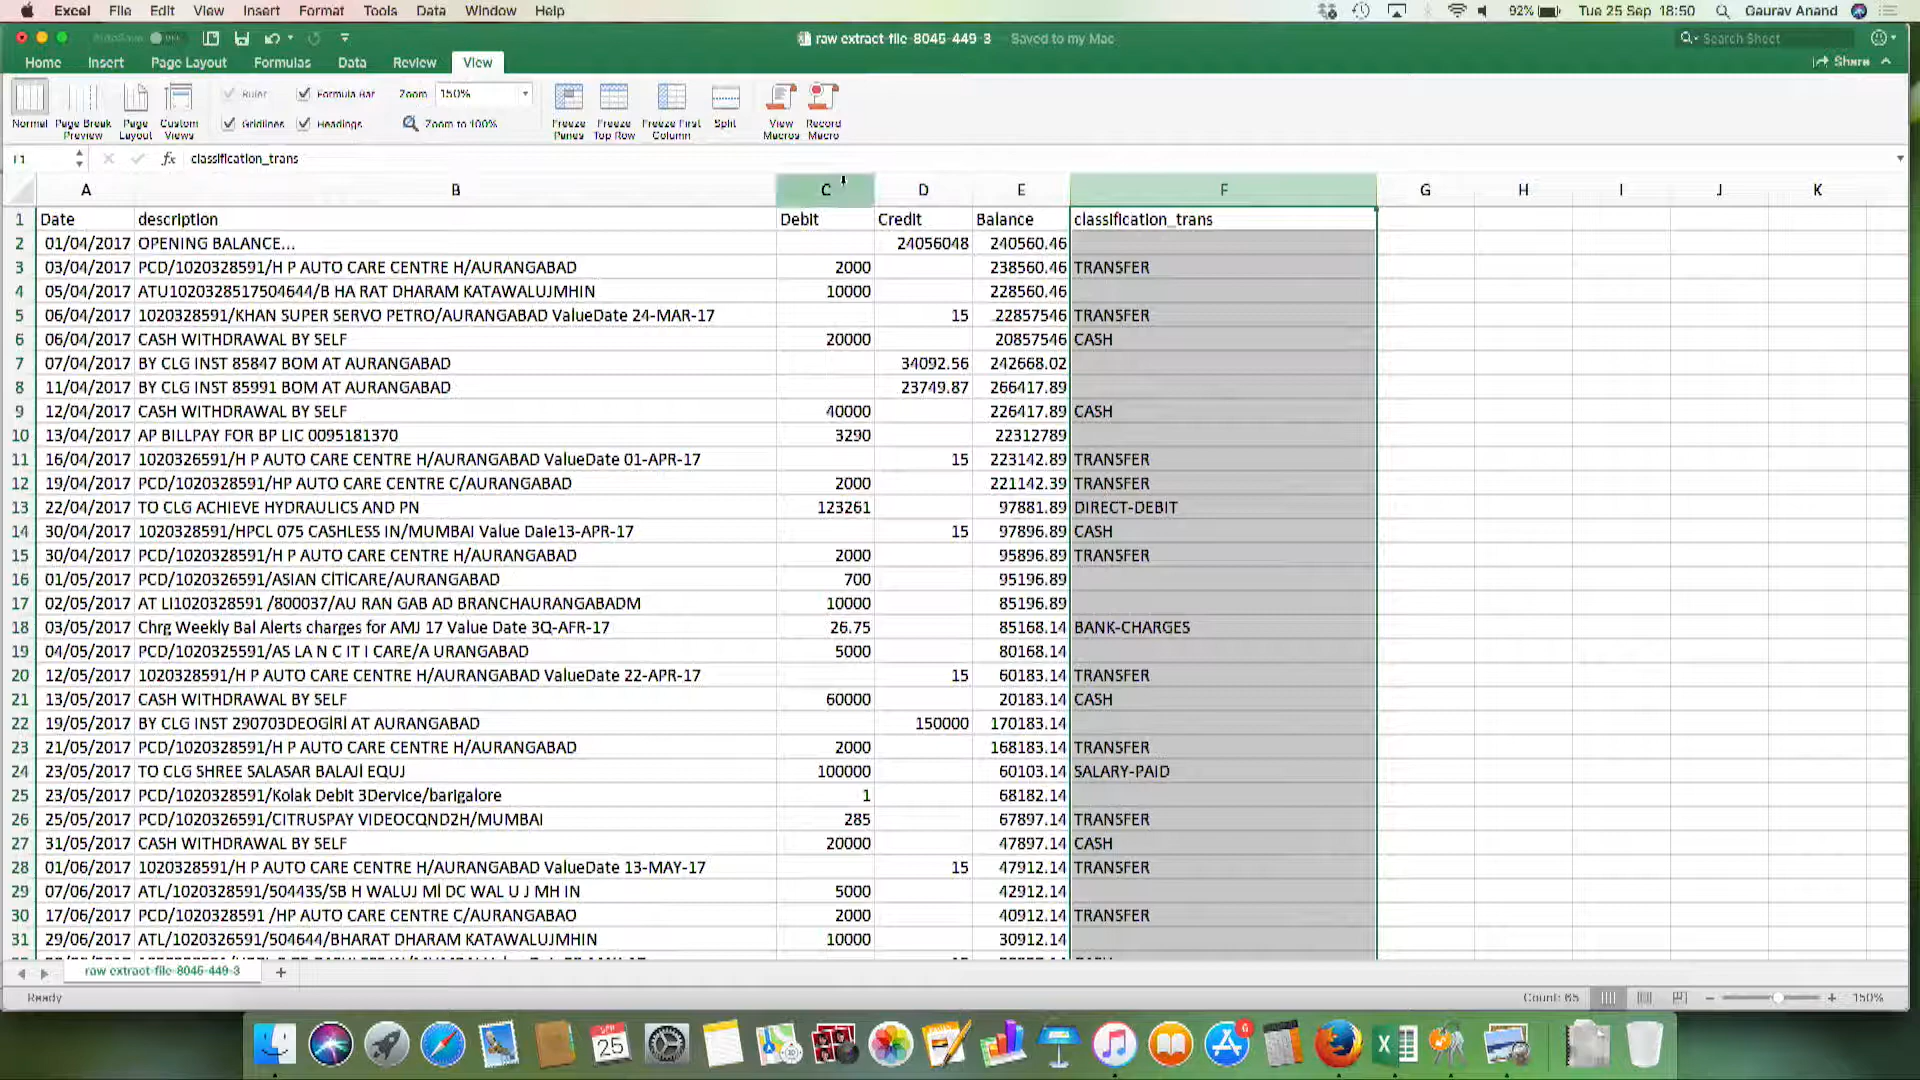 Excel File Edit View Insert Format Tools Data Window Help 92% Tue 25 Sep 18:50 Gaurav Anand
raw extract-file-8045-449-3 Saved to my Mac Search Sheet
Home Insert Page Layout Formulas Data Review View Share
Normal Page Break Preview Page Layout Custom Views Ruler Formula Bar Gridlines Headings Zoom 150% Zoom to 100% Freeze Panes Freeze Top Row Freeze First Column Split View Macros Record Macro
fx classification_trans
A B C D E F G H I J K
1 Date description Debit Credit Balance classification_trans
2 01/04/2017 OPENING BALANCE... 24056048 240560.46
3 03/04/2017 PCD/1020328591/H P AUTO CARE CENTRE H/AURANGABAD 2000 238560.46 TRANSFER
4 05/04/2017 ATU1020328517504644/B HA RAT DHARAM KATAWALUJMHIN 10000 228560.46
5 06/04/2017 1020328591/KHAN SUPER SERVO PETRO/AURANGABAD ValueDate 24-MAR-17 15 22857546 TRANSFER
6 06/04/2017 CASH WITHDRAWAL BY SELF 20000 20857546 CASH
7 07/04/2017 BY CLG INST 85847 BOM AT AURANGABAD 34092.56 242668.02
8 11/04/2017 BY CLG INST 85991 BOM AT AURANGABAD 23749.87 266417.89
9 12/04/2017 CASH WITHDRAWAL BY SELF 40000 226417.89 CASH
10 13/04/2017 AP BILLPAY FOR BP LIC 0095181370 3290 22312789
11 16/04/2017 1020326591/H P AUTO CARE CENTRE H/AURANGABAD ValueDate 01-APR-17 15 223142.89 TRANSFER
12 19/04/2017 PCD/1020328591/HP AUTO CARE CENTRE C/AURANGABAD 2000 221142.39 TRANSFER
13 22/04/2017 TO CLG ACHIEVE HYDRAULICS AND PN 123261 97881.89 DIRECT-DEBIT
14 30/04/2017 1020328591/HPCL 075 CASHLESS IN/MUMBAI Value Dale13-APR-17 15 97896.89 CASH
15 30/04/2017 PCD/1020328591/H P AUTO CARE CENTRE H/AURANGABAD 2000 95896.89 TRANSFER
16 01/05/2017 PCD/1020326591/ASIAN CİTİCARE/AURANGABAD 700 95196.89
17 02/05/2017 AT LI1020328591 /800037/AU RAN GAB AD BRANCHAURANGABADM 10000 85196.89
18 03/05/2017 Chrg Weekly Bal Alerts charges for AMJ 17 Value Date 3Q-AFR-17 26.75 85168.14 BANK-CHARGES
19 04/05/2017 PCD/1020325591/AS LA N C IT I CARE/A URANGABAD 5000 80168.14
20 12/05/2017 1020328591/H P AUTO CARE CENTRE H/AURANGABAD ValueDate 22-APR-17 15 60183.14 TRANSFER
21 13/05/2017 CASH WITHDRAWAL BY SELF 60000 20183.14 CASH
22 19/05/2017 BY CLG INST 290703DEOGİRİ AT AURANGABAD 150000 170183.14
23 21/05/2017 PCD/1020328591/H P AUTO CARE CENTRE H/AURANGABAD 2000 168183.14 TRANSFER
24 23/05/2017 TO CLG SHREE SALASAR BALAJİ EQUJ 100000 60103.14 SALARY-PAID
25 23/05/2017 PCD/1020328591/Kolak Debit 3Dervice/barigalore 1 68182.14
26 25/05/2017 PCD/1020326591/CITRUSPAY VIDEOCQND2H/MUMBAI 285 67897.14 TRANSFER
27 31/05/2017 CASH WITHDRAWAL BY SELF 20000 47897.14 CASH
28 01/06/2017 1020328591/H P AUTO CARE CENTRE H/AURANGABAD ValueDate 13-MAY-17 15 47912.14 TRANSFER
29 07/06/2017 ATL/1020328591/504435/SB H WALUJ Mİ DC WAL U J MH IN 5000 42912.14
30 17/06/2017 PCD/1020328591 /HP AUTO CARE CENTRE C/AURANGABAO 2000 40912.14 TRANSFER
31 29/06/2017 ATL/1020326591/504644/BHARAT DHARAM KATAWALUJMHIN 10000 30912.14
raw extract-file-8045-449-3
Ready Count: 65 150%
SEP
25
6